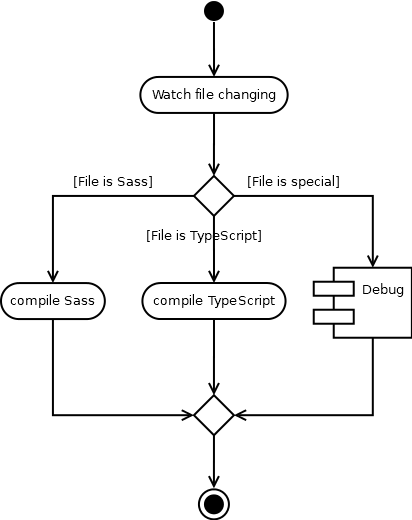 Watch file changing
[File is Sass]
[File is special]
[File is TypeScript]
compile Sass
compile TypeScript
Debug